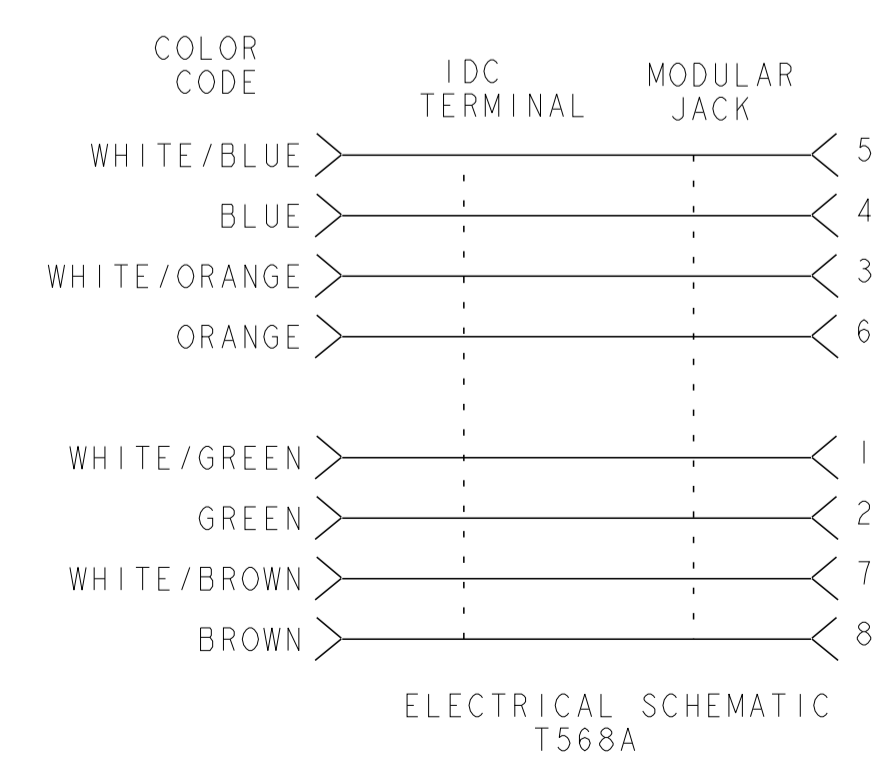 COLOR
CODE
IDC
TERMINAL
MODULAR
JACK
WHITE/BLUE 5
BLUE 4
WHITE/ORANGE 3
ORANGE 6
WHITE/GREEN 1
GREEN 2
WHITE/BROWN 7
BROWN 8
ELECTRICAL SCHEMATIC
T568A